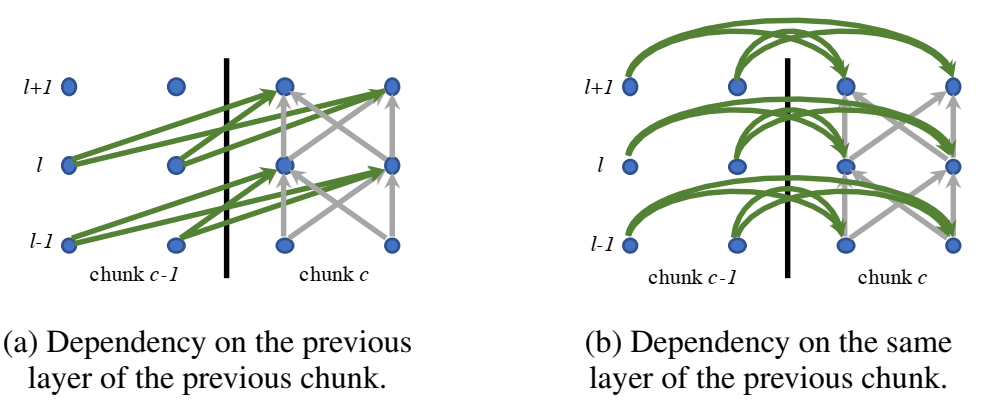 l+1
l
l-1
chunk c-1
chunk c
(a) Dependency on the previous
layer of the previous chunk.
l+1
l
l-1
chunk c-1
chunk c
(b) Dependency on the same
layer of the previous chunk.